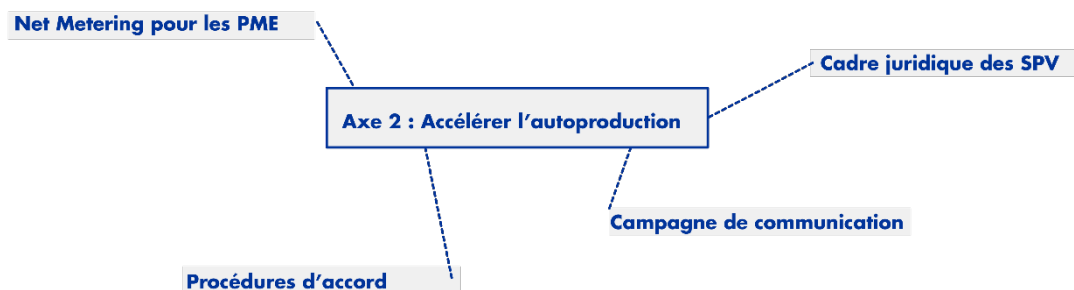 Net Metering pour les PME
Cadre juridique des SPV
Axe 2 : Accélérer l’autoproduction
Campagne de communication
Procédures d’accord